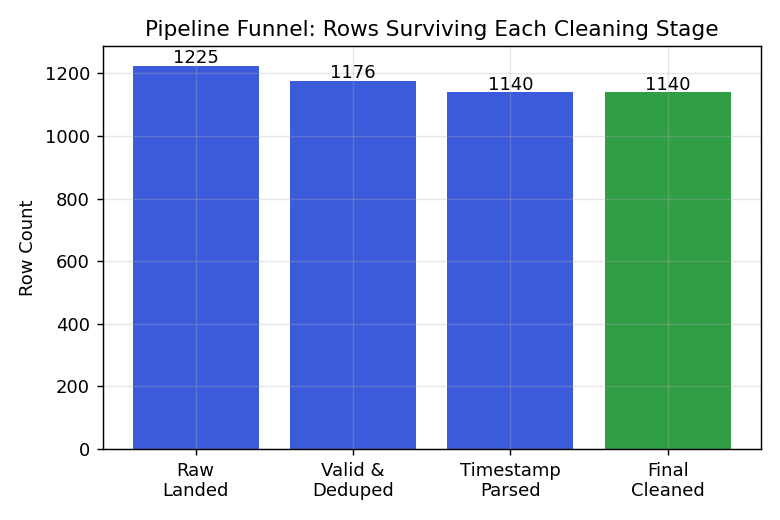 Pipeline Funnel: Rows Surviving Each Cleaning Stage
1225
1176
1140
1140
1200
1000
800
600
400
200
0
Row Count
Raw
Landed
Valid &
Deduped
Timestamp
Parsed
Final
Cleaned